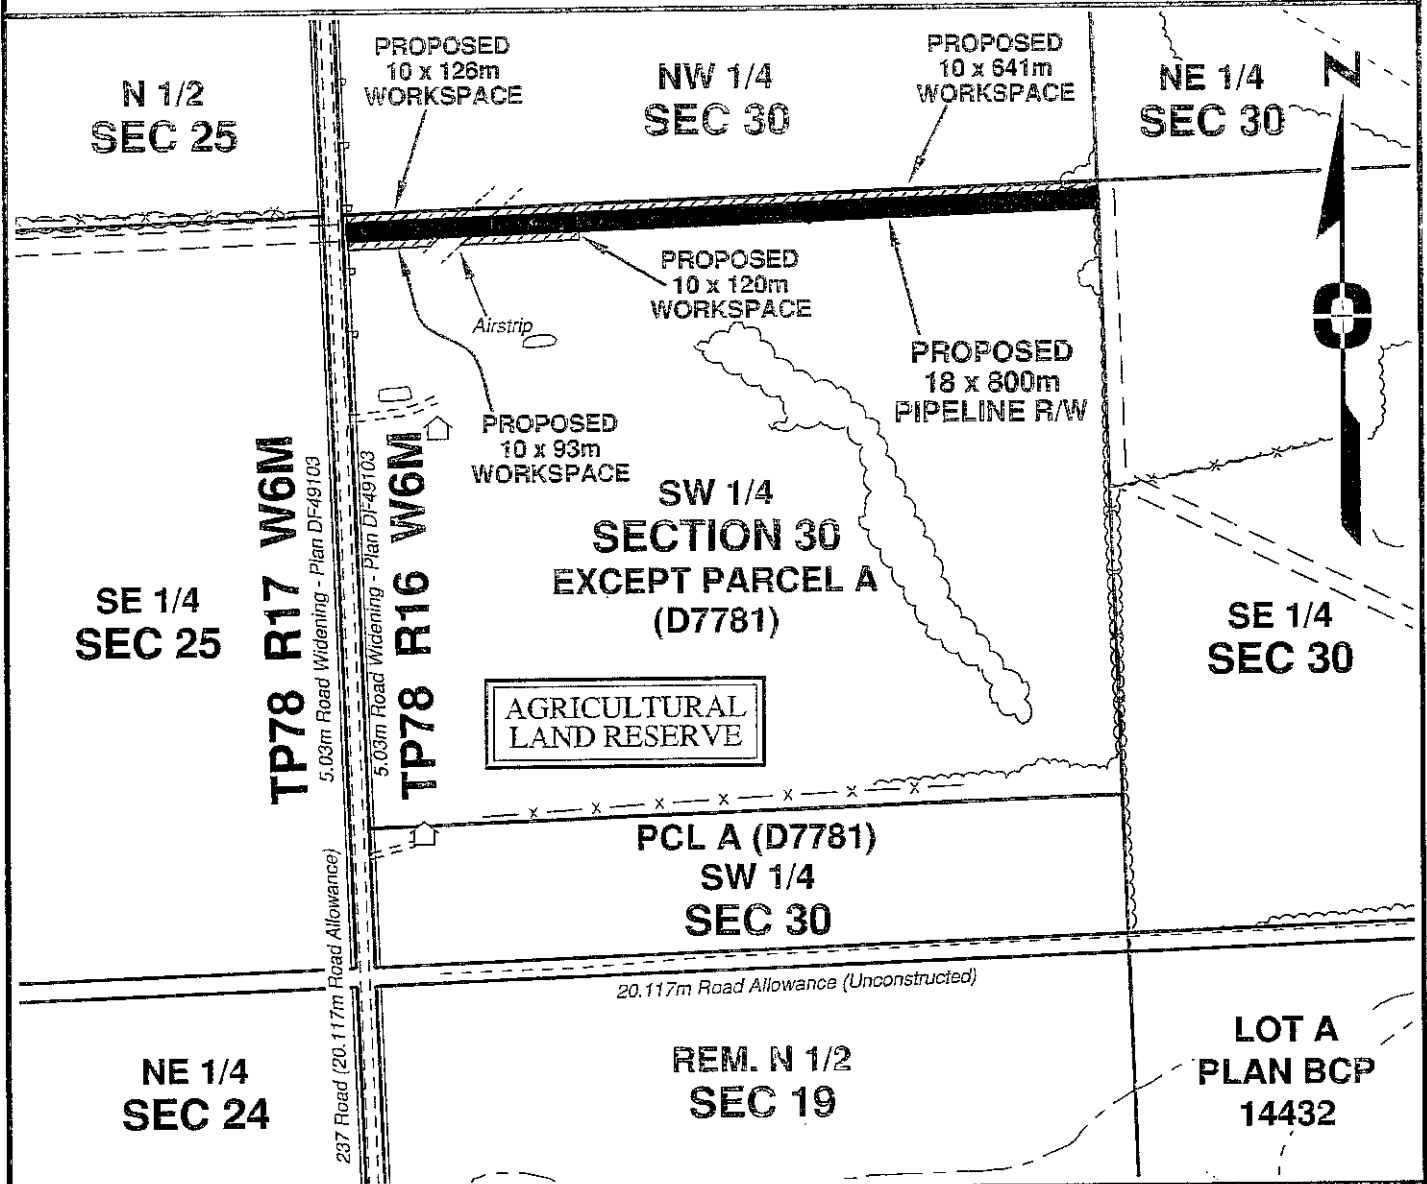 N 1/2
SEC 25
PROPOSED
10 x 126m
WORKSPACE
NW 1/4
SEC 30
PROPOSED
10 x 641m
WORKSPACE
NE 1/4
SEC 30
N
PROPOSED
10 x 120m
WORKSPACE
Airstrip
PROPOSED
18 x 800m
PIPELINE R/W
PROPOSED
10 x 93m
WORKSPACE
TP78 R17 W6M
5.03m Road Widening - Plan DF49103
5.03m Road Widening - Plan DF49103
TP78 R16 W6M
SW 1/4
SECTION 30
EXCEPT PARCEL A
(D7781)
SE 1/4
SEC 25
SE 1/4
SEC 30
AGRICULTURAL
LAND RESERVE
PCL A (D7781)
SW 1/4
SEC 30
237 Road (20.117m Road Allowance)
20.117m Road Allowance (Unconstructed)
NE 1/4
SEC 24
REM. N 1/2
SEC 19
LOT A
PLAN BCP
14432